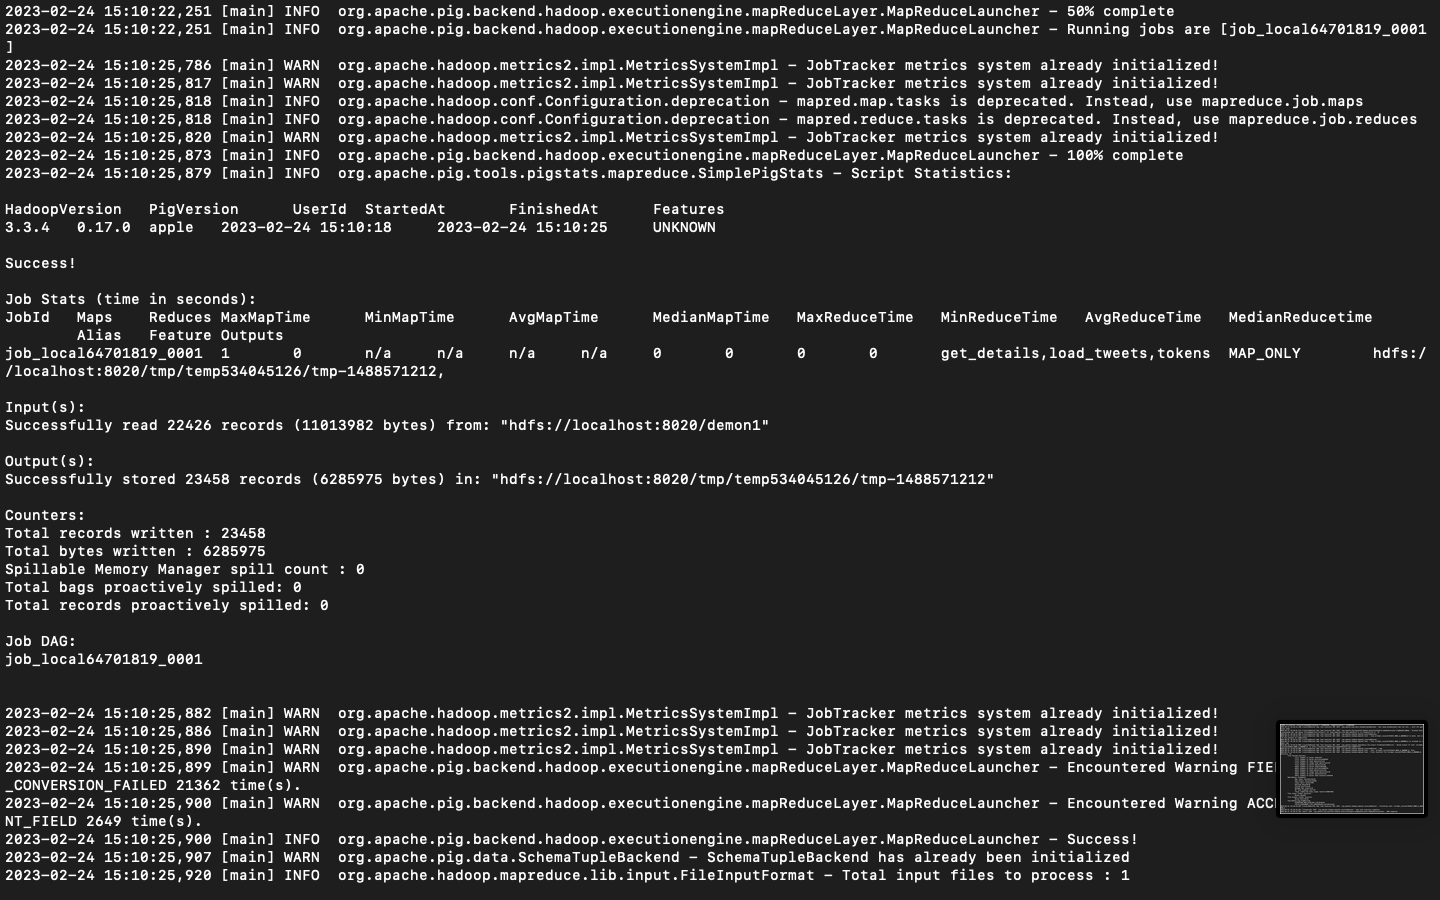 2023-02-24 15:10:22,251 [main] INFO  org.apache.pig.backend.hadoop.executionengine.mapReduceLayer.MapReduceLauncher - 50% complete
2023-02-24 15:10:22,251 [main] INFO  org.apache.pig.backend.hadoop.executionengine.mapReduceLayer.MapReduceLauncher - Running jobs are [job_local64701819_0001
]
2023-02-24 15:10:25,786 [main] WARN  org.apache.hadoop.metrics2.impl.MetricsSystemImpl - JobTracker metrics system already initialized!
2023-02-24 15:10:25,817 [main] WARN  org.apache.hadoop.metrics2.impl.MetricsSystemImpl - JobTracker metrics system already initialized!
2023-02-24 15:10:25,818 [main] INFO  org.apache.hadoop.conf.Configuration.deprecation - mapred.map.tasks is deprecated. Instead, use mapreduce.job.maps
2023-02-24 15:10:25,818 [main] INFO  org.apache.hadoop.conf.Configuration.deprecation - mapred.reduce.tasks is deprecated. Instead, use mapreduce.job.reduces
2023-02-24 15:10:25,820 [main] WARN  org.apache.hadoop.metrics2.impl.MetricsSystemImpl - JobTracker metrics system already initialized!
2023-02-24 15:10:25,873 [main] INFO  org.apache.pig.backend.hadoop.executionengine.mapReduceLayer.MapReduceLauncher - 100% complete
2023-02-24 15:10:25,879 [main] INFO  org.apache.pig.tools.pigstats.mapreduce.SimplePigStats - Script Statistics:
HadoopVersion   PigVersion      UserId  StartedAt       FinishedAt      Features
3.3.4   0.17.0  apple   2023-02-24 15:10:18     2023-02-24 15:10:25     UNKNOWN
Success!
Job Stats (time in seconds):
JobId   Maps    Reduces MaxMapTime      MinMapTime      AvgMapTime      MedianMapTime   MaxReduceTime   MinReduceTime   AvgReduceTime   MedianReducetime
Alias   Feature Outputs
job_local64701819_0001  1       0       n/a     n/a     n/a     n/a     0       0       0       0       get_details,load_tweets,tokens  MAP_ONLY        hdfs:/
/localhost:8020/tmp/temp534045126/tmp-1488571212,
Input(s):
Successfully read 22426 records (11013982 bytes) from: "hdfs://localhost:8020/demon1"
Output(s):
Successfully stored 23458 records (6285975 bytes) in: "hdfs://localhost:8020/tmp/temp534045126/tmp-1488571212"
Counters:
Total records written : 23458
Total bytes written : 6285975
Spillable Memory Manager spill count : 0
Total bags proactively spilled: 0
Total records proactively spilled: 0
Job DAG:
job_local64701819_0001
2023-02-24 15:10:25,882 [main] WARN  org.apache.hadoop.metrics2.impl.MetricsSystemImpl - JobTracker metrics system already initialized!
2023-02-24 15:10:25,886 [main] WARN  org.apache.hadoop.metrics2.impl.MetricsSystemImpl - JobTracker metrics system already initialized!
2023-02-24 15:10:25,890 [main] WARN  org.apache.hadoop.metrics2.impl.MetricsSystemImpl - JobTracker metrics system already initialized!
2023-02-24 15:10:25,899 [main] WARN  org.apache.pig.backend.hadoop.executionengine.mapReduceLayer.MapReduceLauncher - Encountered Warning
_CONVERSION_FAILED 21362 time(s).
2023-02-24 15:10:25,900 [main] WARN  org.apache.pig.backend.hadoop.executionengine.mapReduceLayer.MapReduceLauncher - Encountered Warning
NT_FIELD 2649 time(s).
2023-02-24 15:10:25,900 [main] INFO  org.apache.pig.backend.hadoop.executionengine.mapReduceLayer.MapReduceLauncher - Success!
2023-02-24 15:10:25,907 [main] WARN  org.apache.pig.data.SchemaTupleBackend - SchemaTupleBackend has already been initialized
2023-02-24 15:10:25,920 [main] INFO  org.apache.hadoop.mapreduce.lib.input.FileInputFormat - Total input files to process : 1